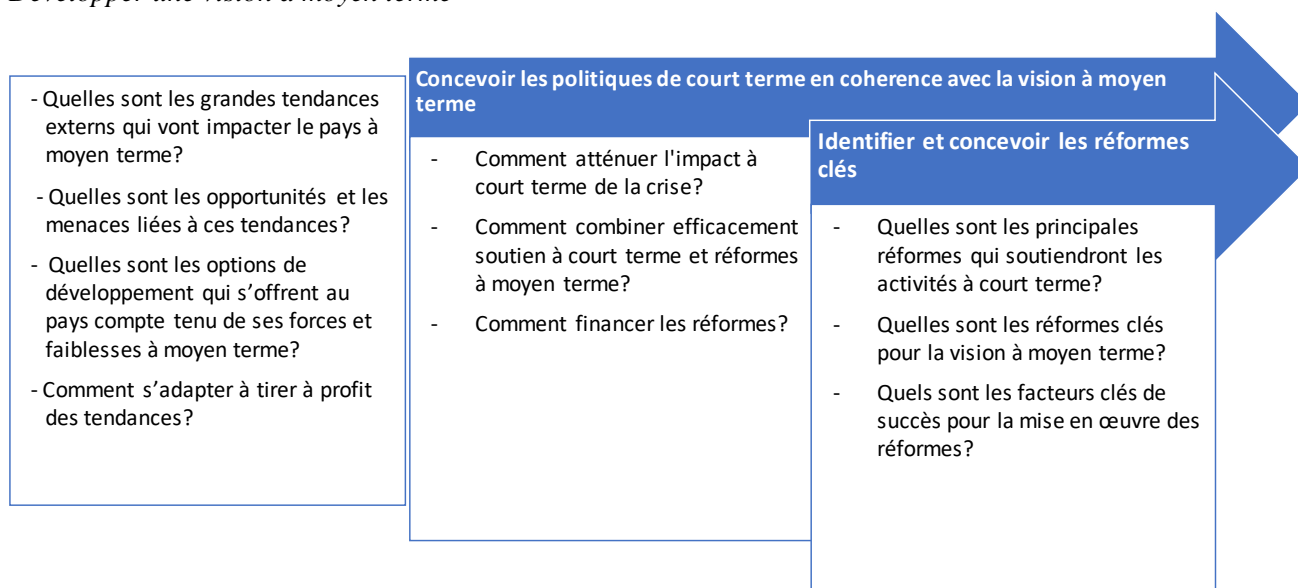 Développer une vision à moyen terme
- Quelles sont les grandes tendances
externs qui vont impacter le pays à
moyen terme?
- Quelles sont les opportunités et les
menaces liées à ces tendances?
- Quelles sont les options de
développement qui s’offrent au
pays compte tenu de ses forces et
faiblesses à moyen terme?
- Comment s’adapter à tirer à profit
des tendances?
Concevoir les politiques de court terme en coherence avec la vision à moyen
terme
- Comment atténuer l'impact à
court terme de la crise?
- Comment combiner efficacement
soutien à court terme et réformes
à moyen terme?
- Comment financer les réformes?
Identifier et concevoir les réformes
clés
- Quelles sont les principales
réformes qui soutiendront les
activités à court terme?
- Quelles sont les réformes clés
pour la vision à moyen terme?
- Quels sont les facteurs clés de
succès pour la mise en œuvre des
réformes?